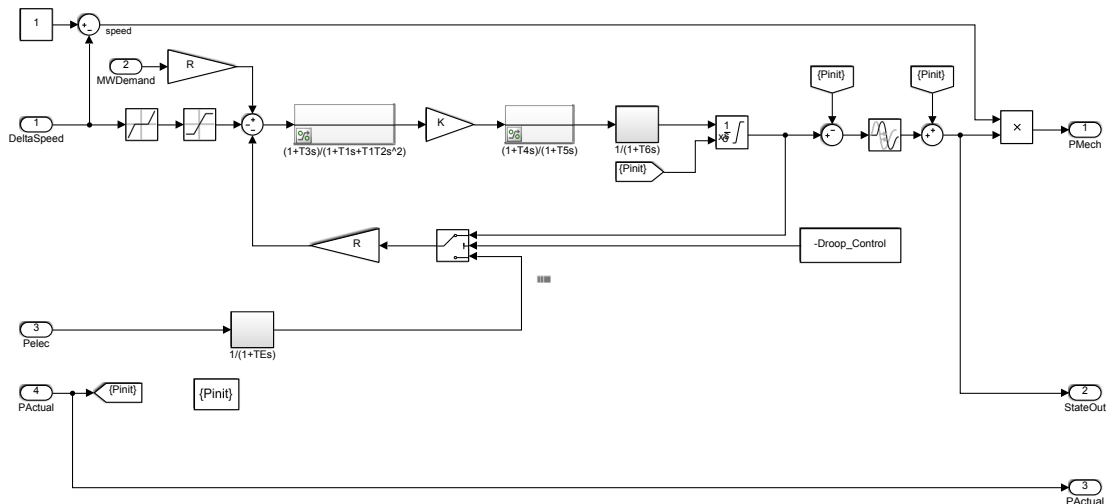 1
speed
2
MWDemand
R
{Pinit}
{Pinit}
1
DeltaSpeed
K
(1+T3s)/(1+T1s+T1T2s^2)
(1+T4s)/(1+T5s)
1/(1+T6s)
{Pinit}
1
×
1
PMech
R
-Droop_Control
3
Pelec
1/(1+TEs)
4
PActual
{Pinit}
{Pinit}
2
StateOut
3
PActual